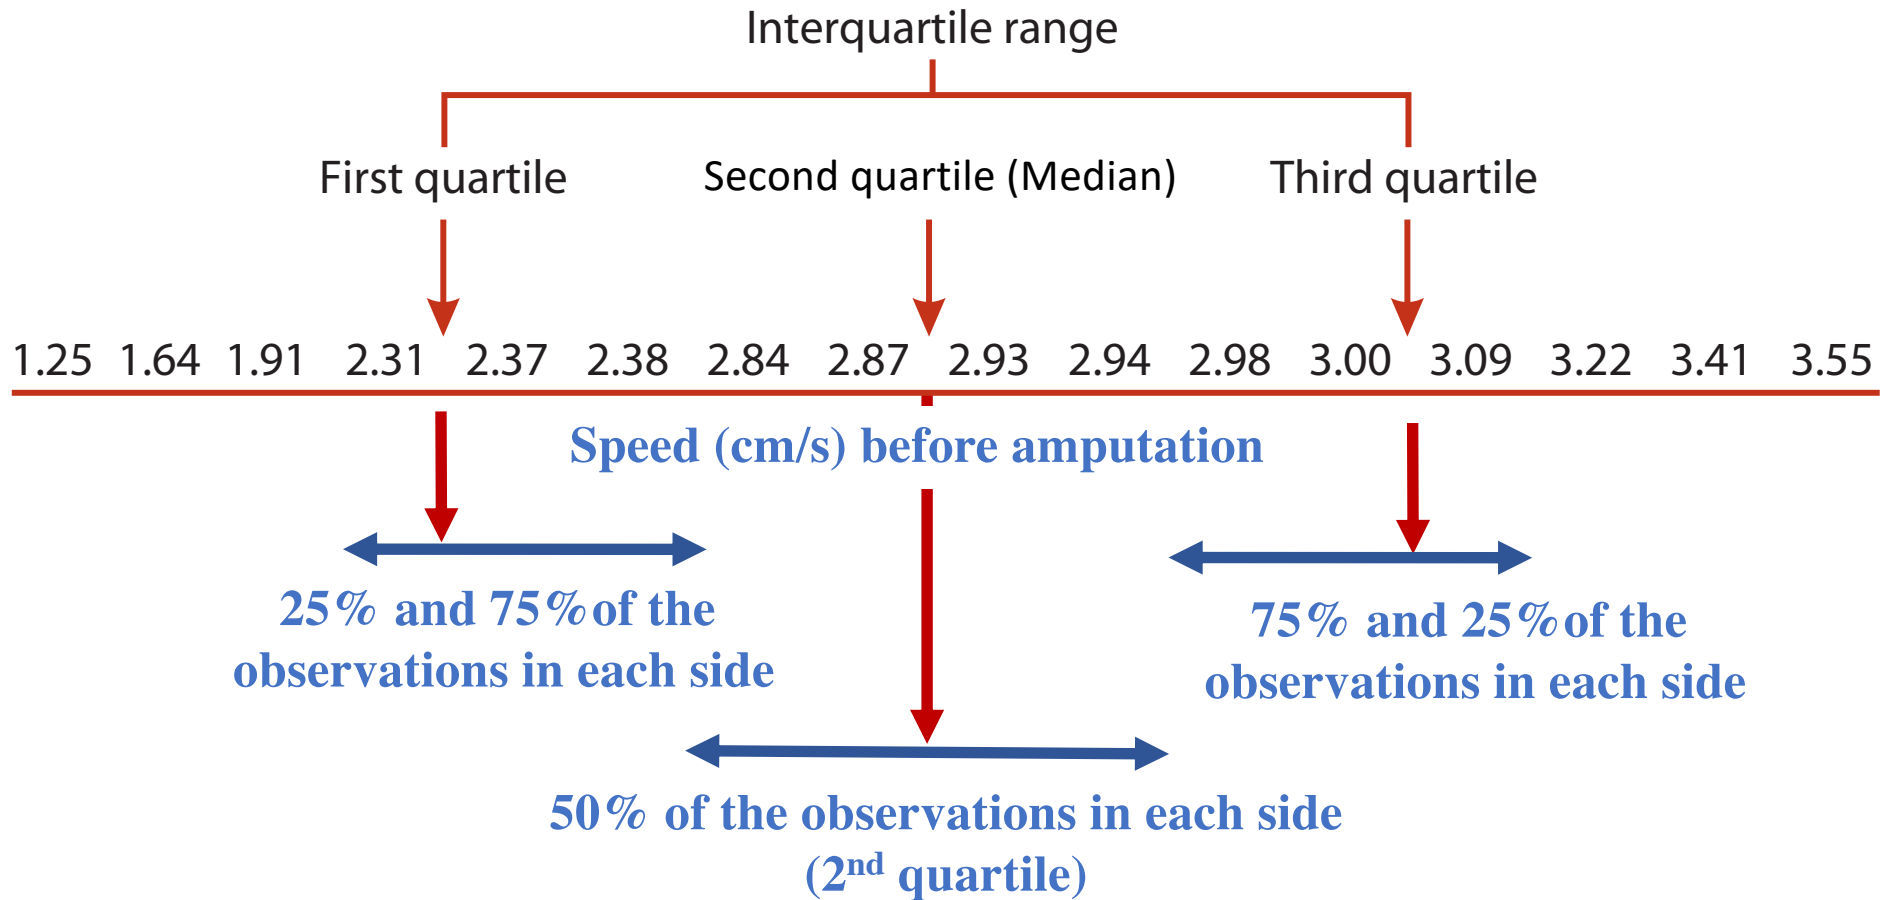 Interquartile range
First quartile
Second quartile (Median)
Third quartile
1.25 1.64 1.91 2.31 2.37 2.38 2.84 2.87 2.93 2.94 2.98 3.00 3.09 3.22 3.41 3.55
Speed (cm/s) before amputation
25% and 75%of the
observations in each side
75% and 25%of the
observations in each side
50% of the observations in each side
(2nd quartile)